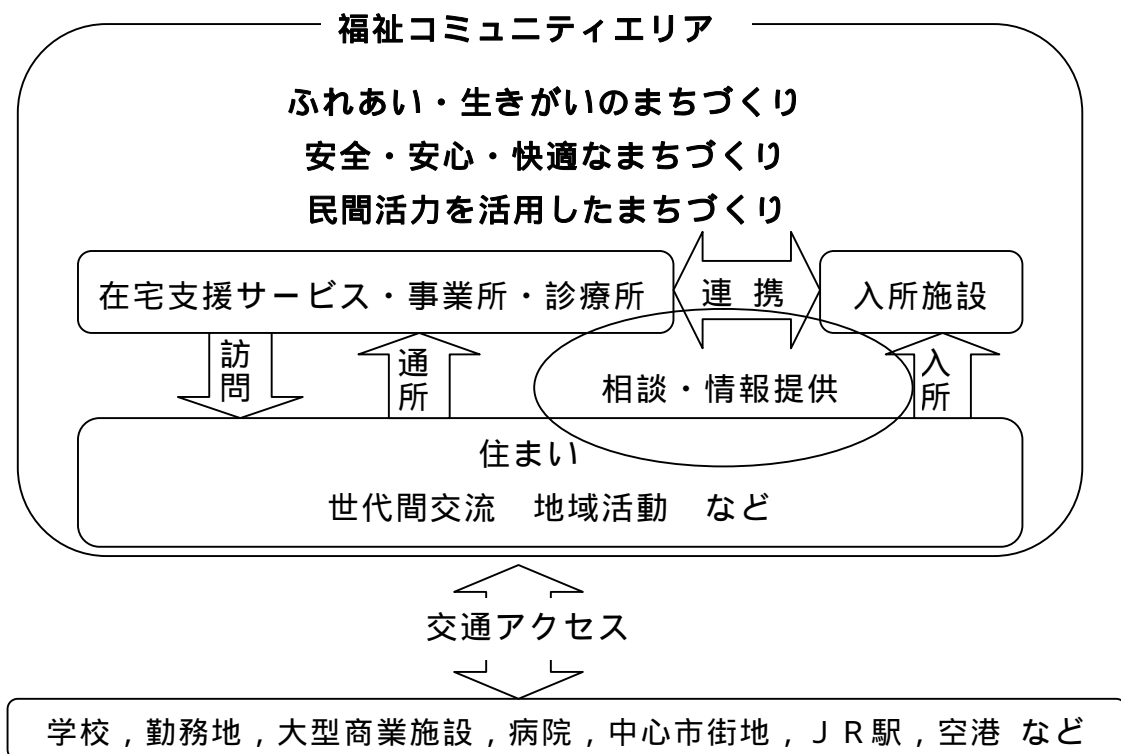 福祉コミュニティエリア
ふれあい・生きがいのまちづくり
安全・安心・快適なまちづくり
民間活力を活用したまちづくり
在宅支援サービス・事業所・診療所
連 携
入所施設
訪問
通所
相談・情報提供
入所
住まい
世代間交流　地域活動　など
交通アクセス
学校，勤務地，大型商業施設，病院，中心市街地，ＪＲ駅，空港 など